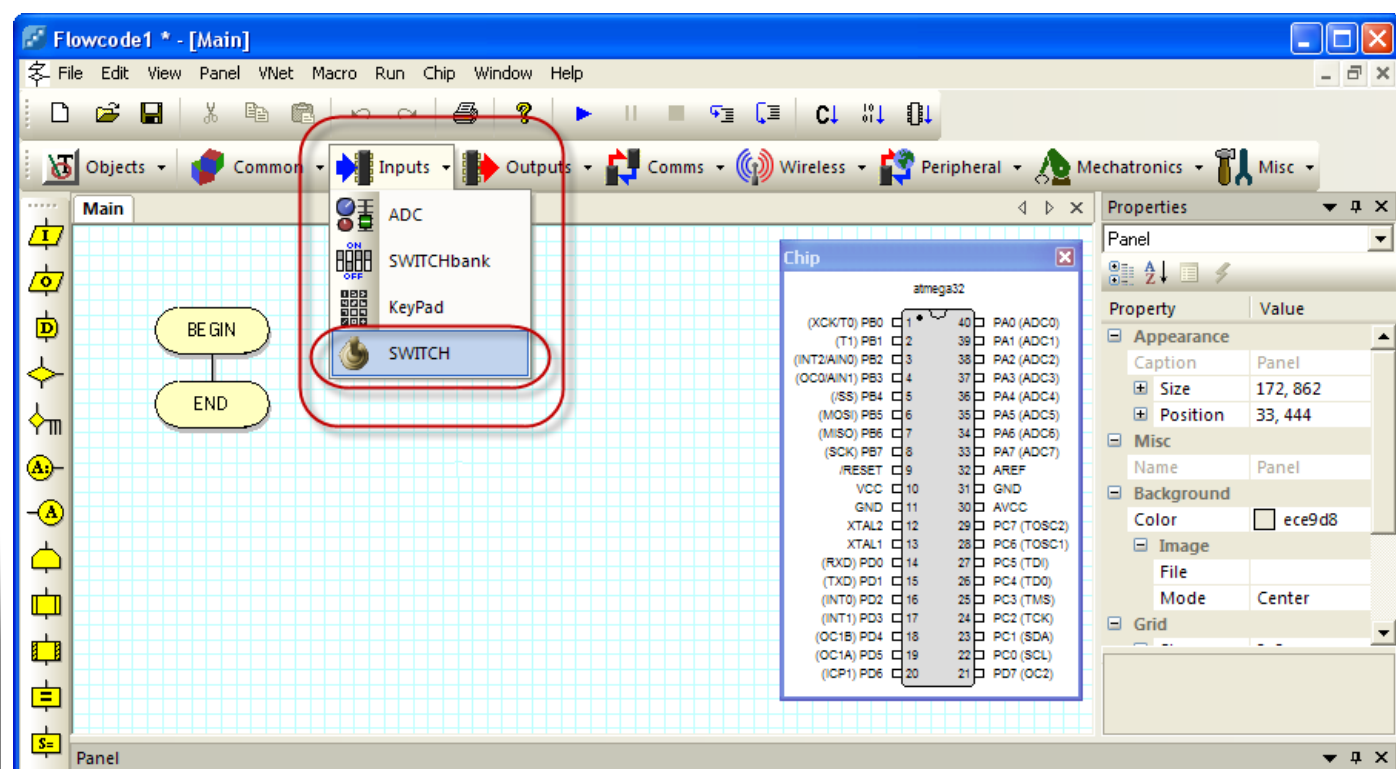 Flowcode1 * - [Main]
File Edit View Panel VNet Macro Run Chip Window Help
Objects Common Inputs Outputs Comms Wireless Peripheral Mechatronics Misc
Main
ADC
ON
OFF
SWITCHbank
KeyPad
SWITCH
BEGIN
END
Chip
atmega32
(XCK/T0) PB0 1 40 PA0 (ADC0)
(T1) PB1 2 39 PA1 (ADC1)
(INT2/AIN0) PB2 3 38 PA2 (ADC2)
(OC0/AIN1) PB3 4 37 PA3 (ADC3)
(/SS) PB4 5 36 PA4 (ADC4)
(MOSI) PB5 6 35 PA5 (ADC5)
(MISO) PB6 7 34 PA6 (ADC6)
(SCK) PB7 8 33 PA7 (ADC7)
/RESET 9 32 AREF
VCC 10 31 GND
GND 11 30 AVCC
XTAL2 12 29 PC7 (TOSC2)
XTAL1 13 28 PC6 (TOSC1)
(RXD) PD0 14 27 PC5 (TDI)
(TXD) PD1 15 26 PC4 (TD0)
(INT0) PD2 16 25 PC3 (TMS)
(INT1) PD3 17 24 PC2 (TCK)
(OC1B) PD4 18 23 PC1 (SDA)
(OC1A) PD5 19 22 PC0 (SCL)
(ICP1) PD6 20 21 PD7 (OC2)
Properties
Panel
Property Value
Appearance
Caption Panel
Size 172, 862
Position 33, 444
Misc
Name Panel
Background
Color ece9d8
Image
File
Mode Center
Grid
I
O
D
A:
A
=
S=
Panel